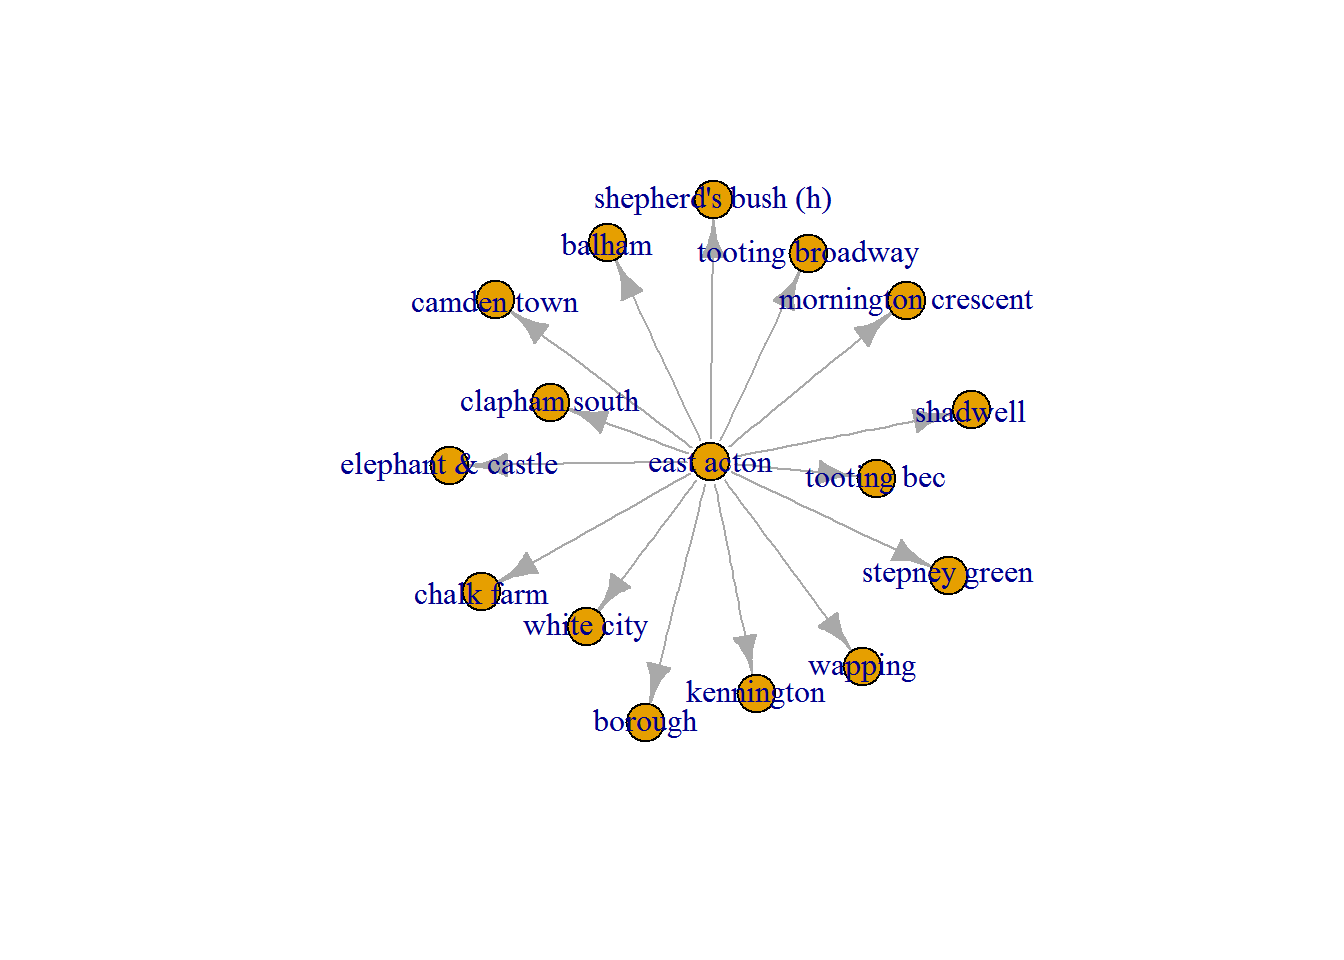 shepherd's bush (h)
balham
tooting broadway
camden town
mornington crescent
clapham south
shadwell
elephant & castle
east acton
tooting bec
stepney green
chalk farm
white city
wapping
kennington
borough